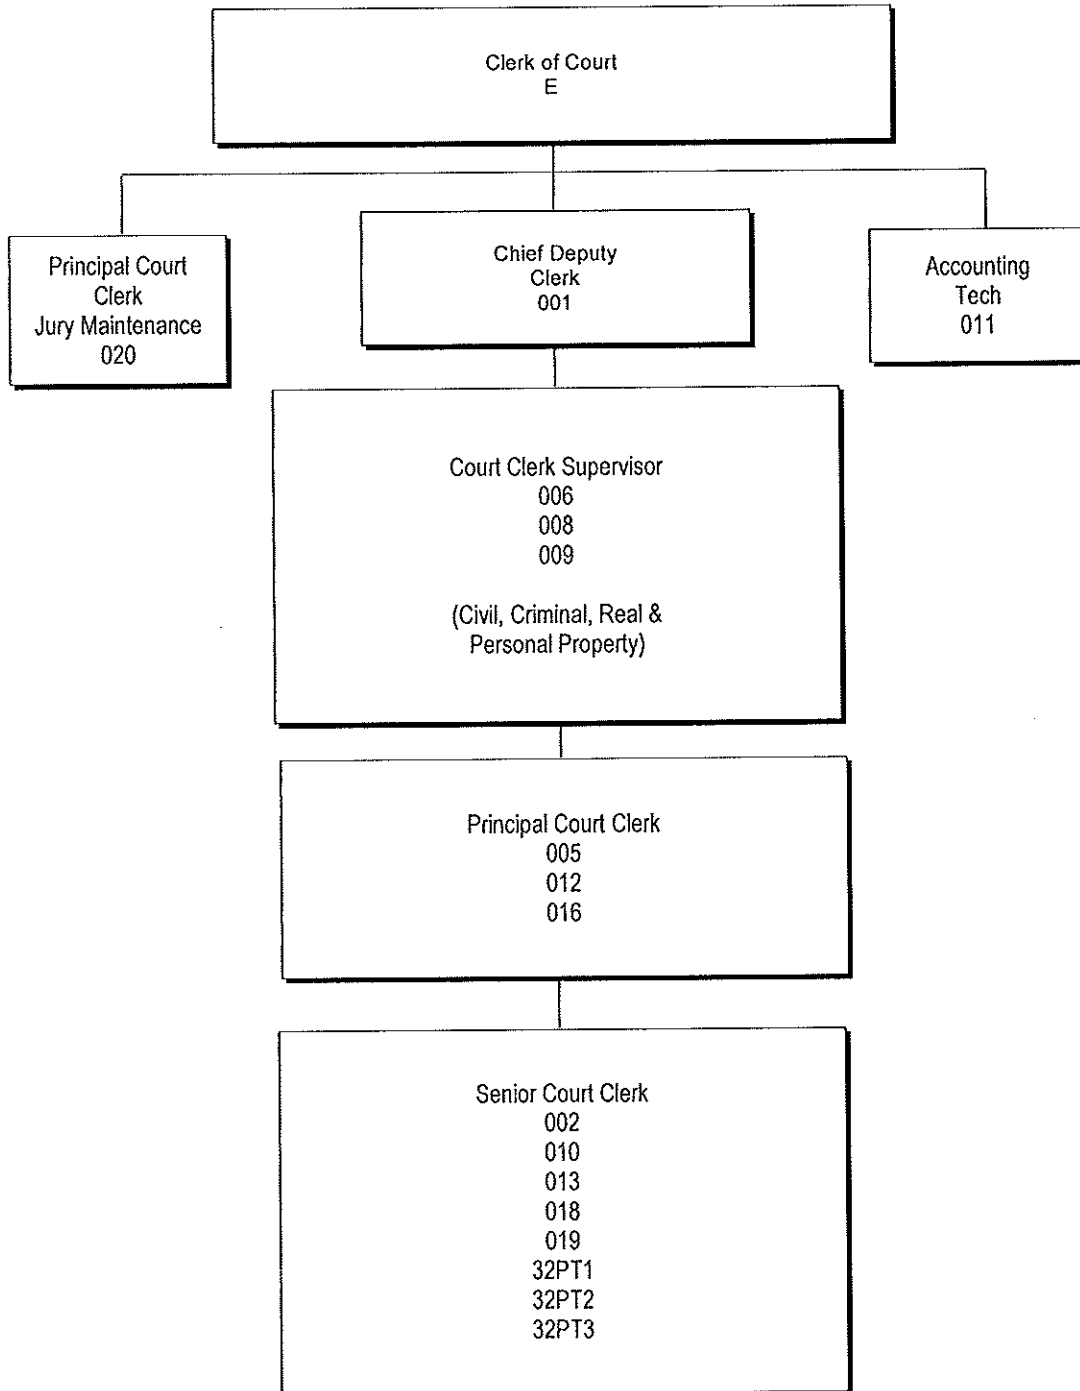 Clerk of Court
E
Principal Court
Clerk
Jury Maintenance
020
Chief Deputy
Clerk
001
Accounting
Tech
011
Court Clerk Supervisor
006
008
009
(Civil, Criminal, Real &
Personal Property)
Principal Court Clerk
005
012
016
Senior Court Clerk
002
010
013
018
019
32PT1
32PT2
32PT3